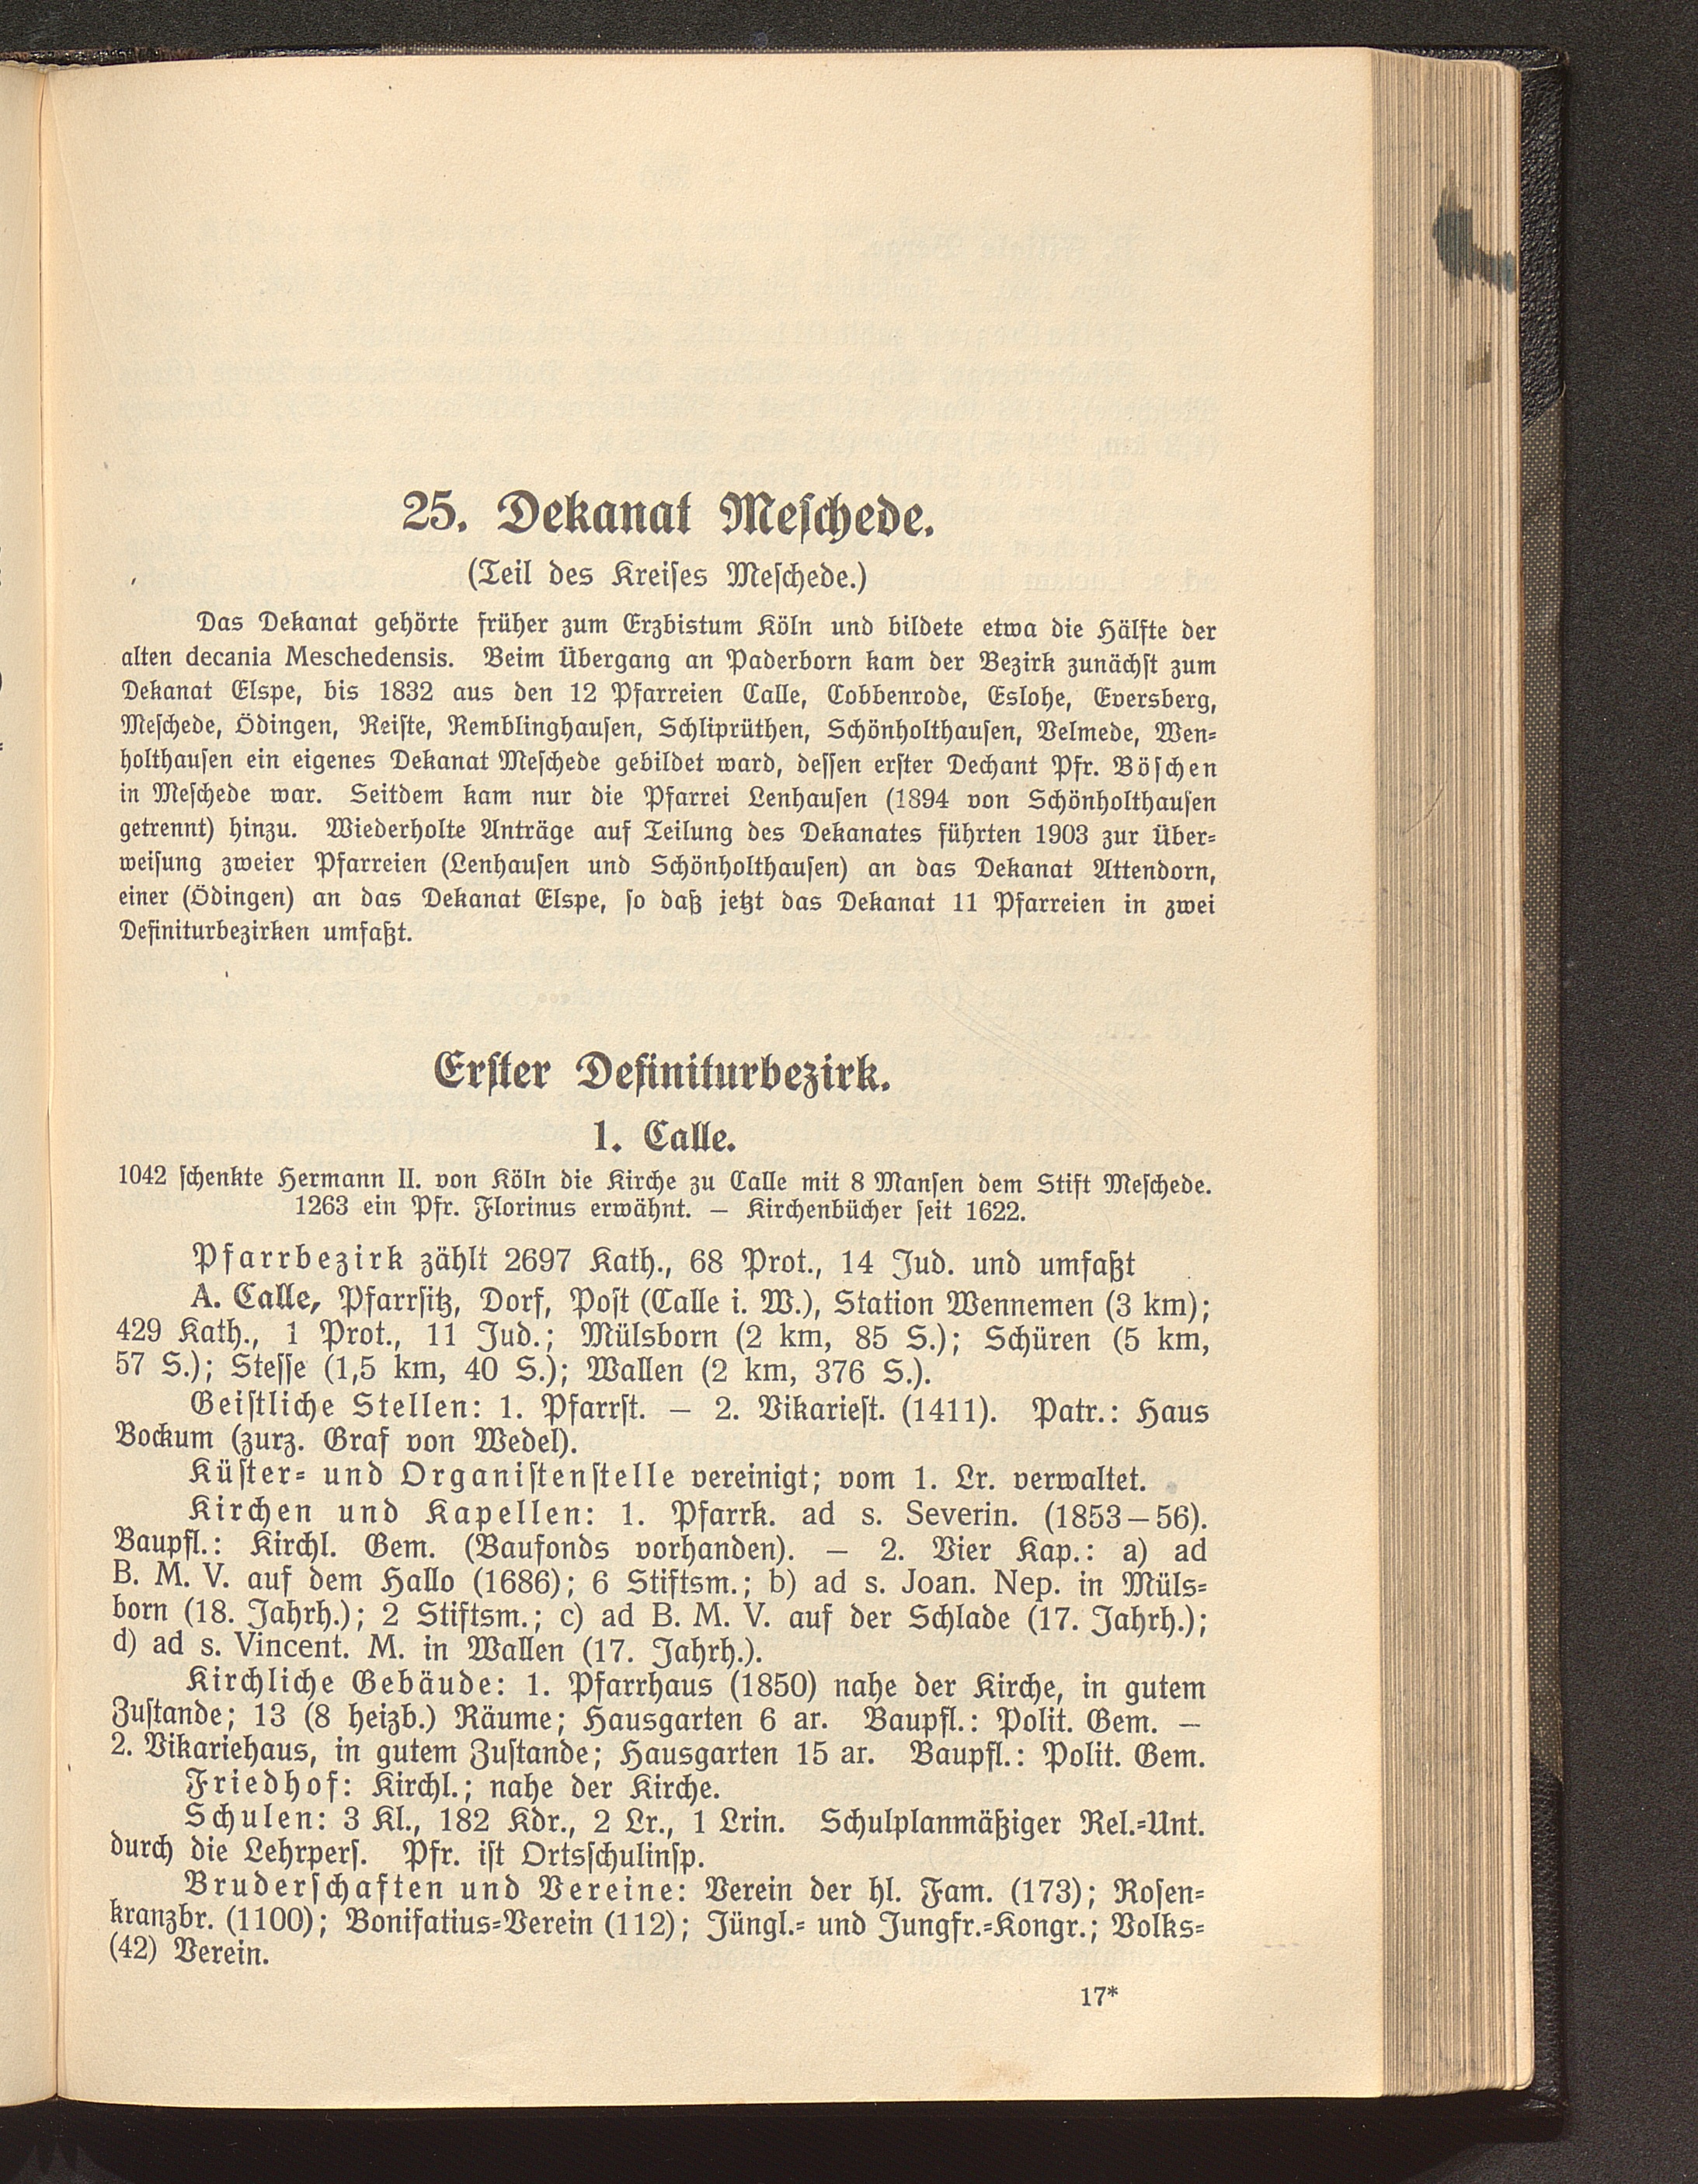 25. Dekanat Meschede.
(Teil des Kreises Meschede.)
Das Dekanat gehörte früher zum Erzbistum Köln und bildete etwa die Hälfte der
alten decania Meschedensis. Beim Übergang an Paderborn kam der Bezirk zunächst zum
Dekanat Elspe, bis 1832 aus den 12 Pfarreien Calle, Cobbenrode, Eslohe, Eversberg,
Meschede, Ödingen, Reiste, Remblinghausen, Schliprüthen, Schönholthausen, Velmede, Wen-
holthausen ein eigenes Dekanat Meschede gebildet ward, dessen erster Dechant Pfr. Böschen
in Meschede war. Seitdem kam nur die Pfarrei Lenhausen (1894 von Schönholthausen
getrennt) hinzu. Wiederholte Anträge auf Teilung des Dekanates führten 1903 zur Über-
weisung zweier Pfarreien (Lenhausen und Schönholthausen) an das Dekanat Attendorn,
einer (Ödingen) an das Dekanat Elspe, so daß jetzt das Dekanat 11 Pfarreien in zwei
Definiturbezirken umfaßt.
Erster Definiturbezirk.
1. Calle.
1042 schenkte Hermann II. von Köln die Kirche zu Calle mit 8 Mansen dem Stift Meschede.
1263 ein Pfr. Florinus erwähnt. — Kirchenbücher seit 1622.
Pfarrbezirk zählt 2697 Kath., 68 Prot., 14 Jud. und umfaßt
A. Calle, Pfarrsitz, Dorf, Post (Calle i. W.), Station Wennemen (3 km);
429 Kath., 1 Prot., 11 Jud.; Mülsborn (2 km, 85 S.); Schüren (5 km,
57 S.); Stesse (1,5 km, 40 S.); Wallen (2 km, 376 S.).
Geistliche Stellen: 1. Pfarrst. — 2. Vikariest. (1411). Patr.: Haus
Bockum (zurz. Graf von Wedel).
Küster- und Organistenstelle vereinigt; vom 1. Lr. verwaltet.
Kirchen und Kapellen: 1. Pfarrk. ad s. Severin. (1853—56).
Baupfl.: Kirchl. Gem. (Baufonds vorhanden). — 2. Vier Kap.: a) ad
B. M. V. auf dem Hallo (1686); 6 Stiftsm.; b) ad s. Joan. Nep. in Müls-
born (18. Jahrh.); 2 Stiftsm.; c) ad B. M. V. auf der Schlade (17. Jahrh.);
d) ad s. Vincent. M. in Wallen (17. Jahrh.).
Kirchliche Gebäude: 1. Pfarrhaus (1850) nahe der Kirche, in gutem
Zustande; 13 (8 heizb.) Räume; Hausgarten 6 ar. Baupfl.: Polit. Gem. —
2. Vikariehaus, in gutem Zustande; Hausgarten 15 ar. Baupfl.: Polit. Gem.
Friedhof: Kirchl.; nahe der Kirche.
Schulen: 3 Kl., 182 Kdr., 2 Lr., 1 Lrin. Schulplanmäßiger Rel.-Unt.
durch die Lehrpers. Pfr. ist Ortsschulinsp.
Bruderschaften und Vereine: Verein der hl. Fam. (173); Rosen-
kranzbr. (1100); Bonifatius-Verein (112); Jüngl.- und Jungfr.-Kongr.; Volks-
(42) Verein.
17*